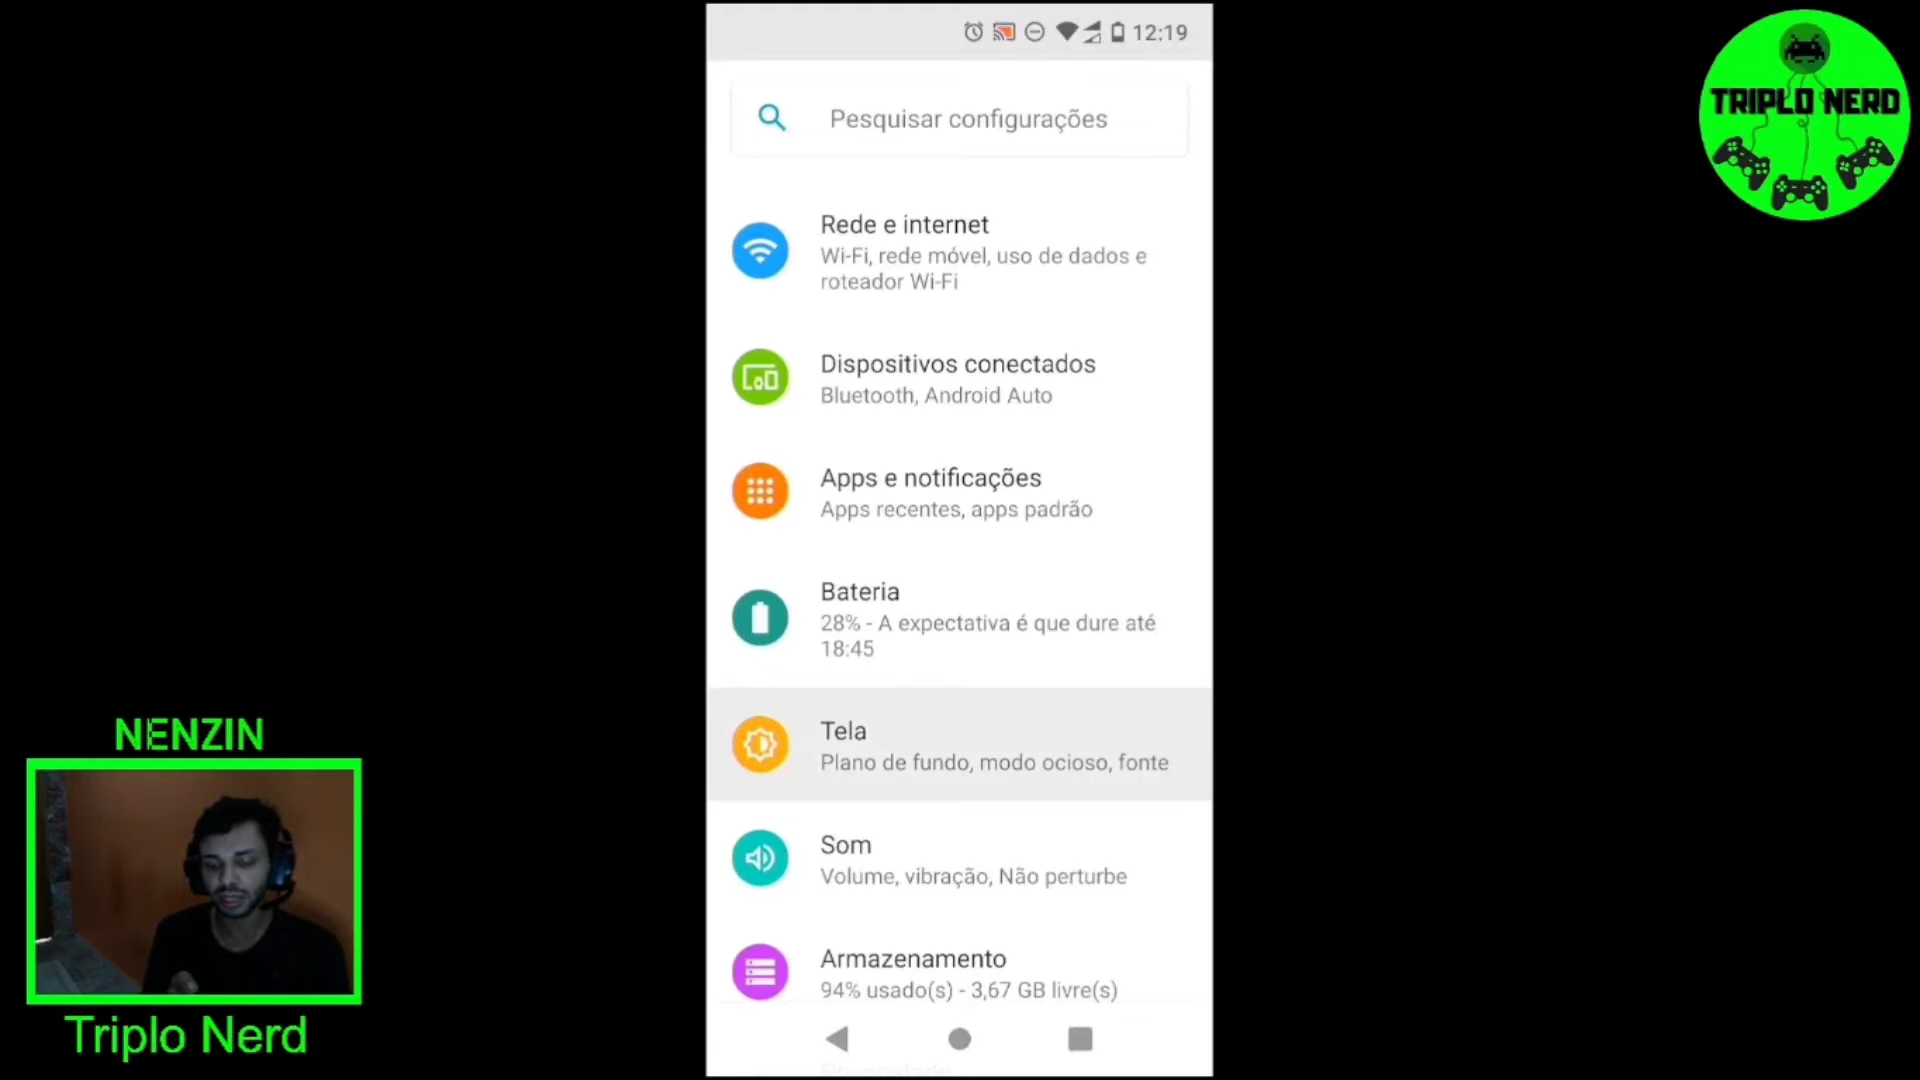 12:19
Pesquisar configurações
TRIPLO NERD
Rede e internet
Wi-Fi, rede móvel, uso de dados e
roteador Wi-Fi
Dispositivos conectados
Bluetooth, Android Auto
Apps e notificações
Apps recentes, apps padrão
Bateria
28% - A expectativa é que dure até
18:45
Tela
Plano de fundo, modo ocioso, fonte
Som
Volume, vibração, Não perturbe
Armazenamento
94% usado(s) - 3,67 GB livre(s)
NENZIN
Triplo Nerd